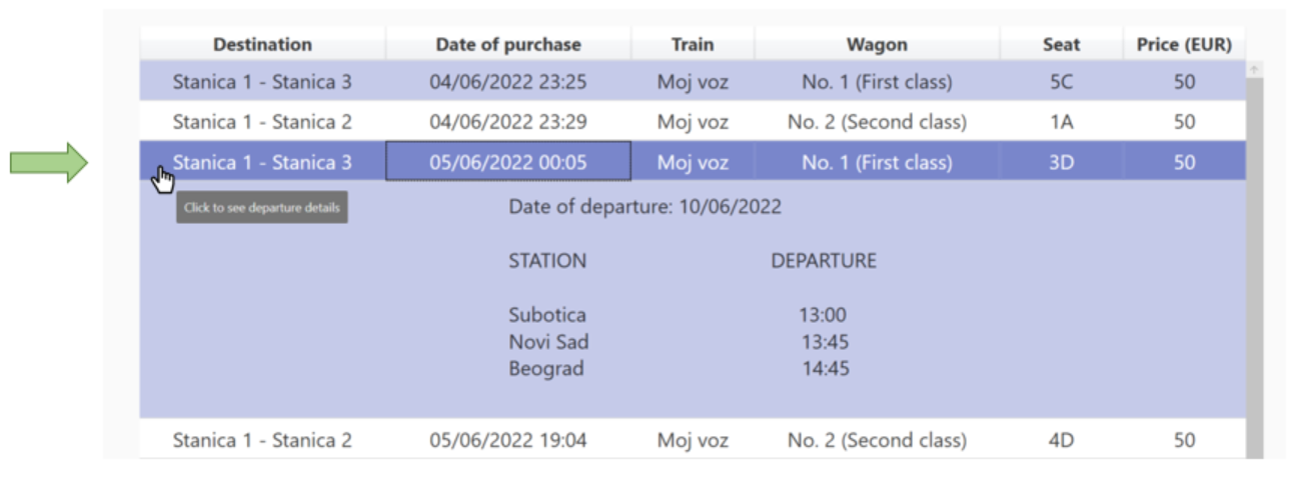 Destination Date of purchase Train Wagon Seat Price (EUR)
Stanica 1 - Stanica 3 04/06/2022 23:25 Moj voz No. 1 (First class) 5C 50
Stanica 1 - Stanica 2 04/06/2022 23:29 Moj voz No. 2 (Second class) 1A 50
Stanica 1 - Stanica 3 05/06/2022 00:05 Moj voz No. 1 (First class) 3D 50
Click to see departure details Date of departure: 10/06/2022
STATION DEPARTURE
Subotica 13:00
Novi Sad 13:45
Beograd 14:45
Stanica 1 - Stanica 2 05/06/2022 19:04 Moj voz No. 2 (Second class) 4D 50